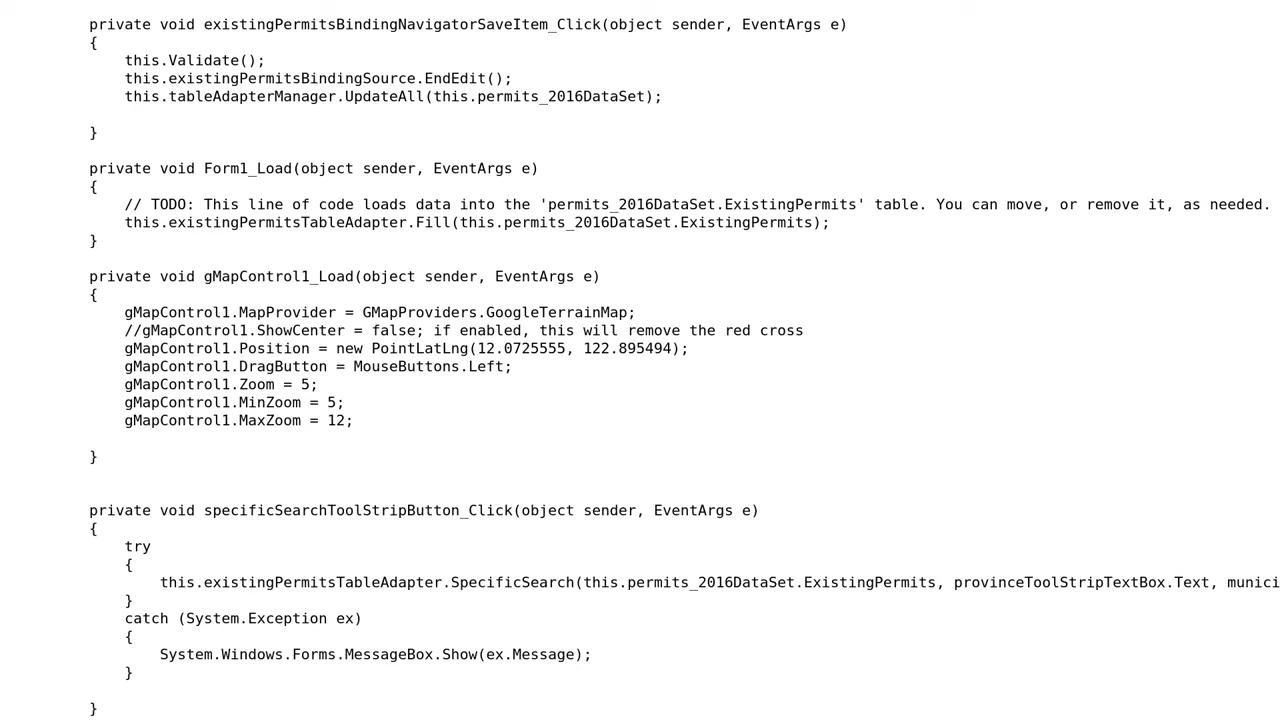 private void existingPermitsBindingNavigatorSaveItem_Click(object sender, EventArgs e)
{
this.Validate();
this.existingPermitsBindingSource.EndEdit();
this.tableAdapterManager.UpdateAll(this.permits_2016DataSet);
}
private void Form1_Load(object sender, EventArgs e)
{
// TODO: This line of code loads data into the 'permits_2016DataSet.ExistingPermits' table. You can move, or remove it, as needed.
this.existingPermitsTableAdapter.Fill(this.permits_2016DataSet.ExistingPermits);
}
private void gMapControl1_Load(object sender, EventArgs e)
{
gMapControl1.MapProvider = GMapProviders.GoogleTerrainMap;
//gMapControl1.ShowCenter = false; if enabled, this will remove the red cross
gMapControl1.Position = new PointLatLng(12.0725555, 122.895494);
gMapControl1.DragButton = MouseButtons.Left;
gMapControl1.Zoom = 5;
gMapControl1.MinZoom = 5;
gMapControl1.MaxZoom = 12;
}
private void specificSearchToolStripButton_Click(object sender, EventArgs e)
{
try
{
this.existingPermitsTableAdapter.SpecificSearch(this.permits_2016DataSet.ExistingPermits, provinceToolStripTextBox.Text, munici
}
catch (System.Exception ex)
{
System.Windows.Forms.MessageBox.Show(ex.Message);
}
}